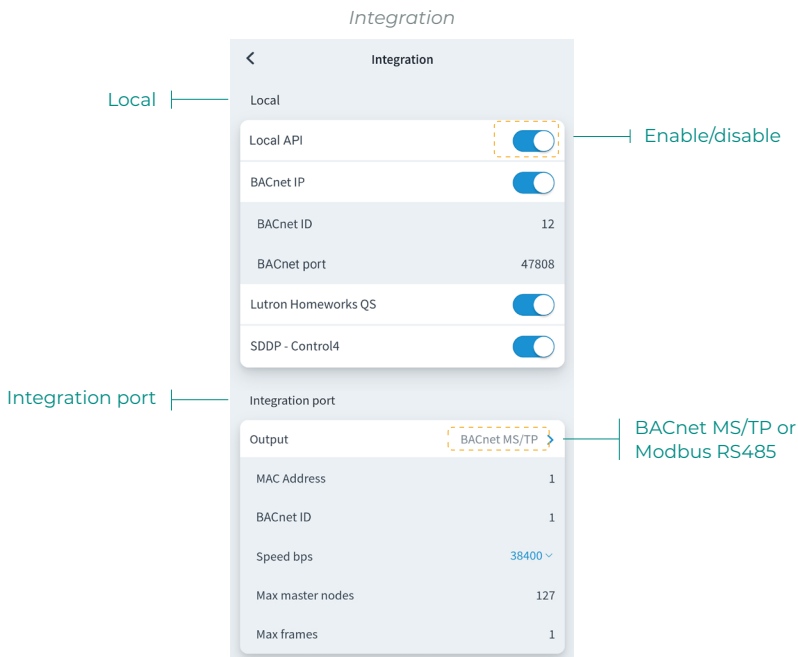 Integration
Integration
Local
Local
Local API
Enable/disable
BACnet IP
BACnet ID 12
BACnet port 47808
Lutron Homeworks QS
SDDP - Control4
Integration port
Integration port
Output BACnet MS/TP
BACnet MS/TP or
Modbus RS485
MAC Address 1
BACnet ID 1
Speed bps 38400
Max master nodes 127
Max frames 1